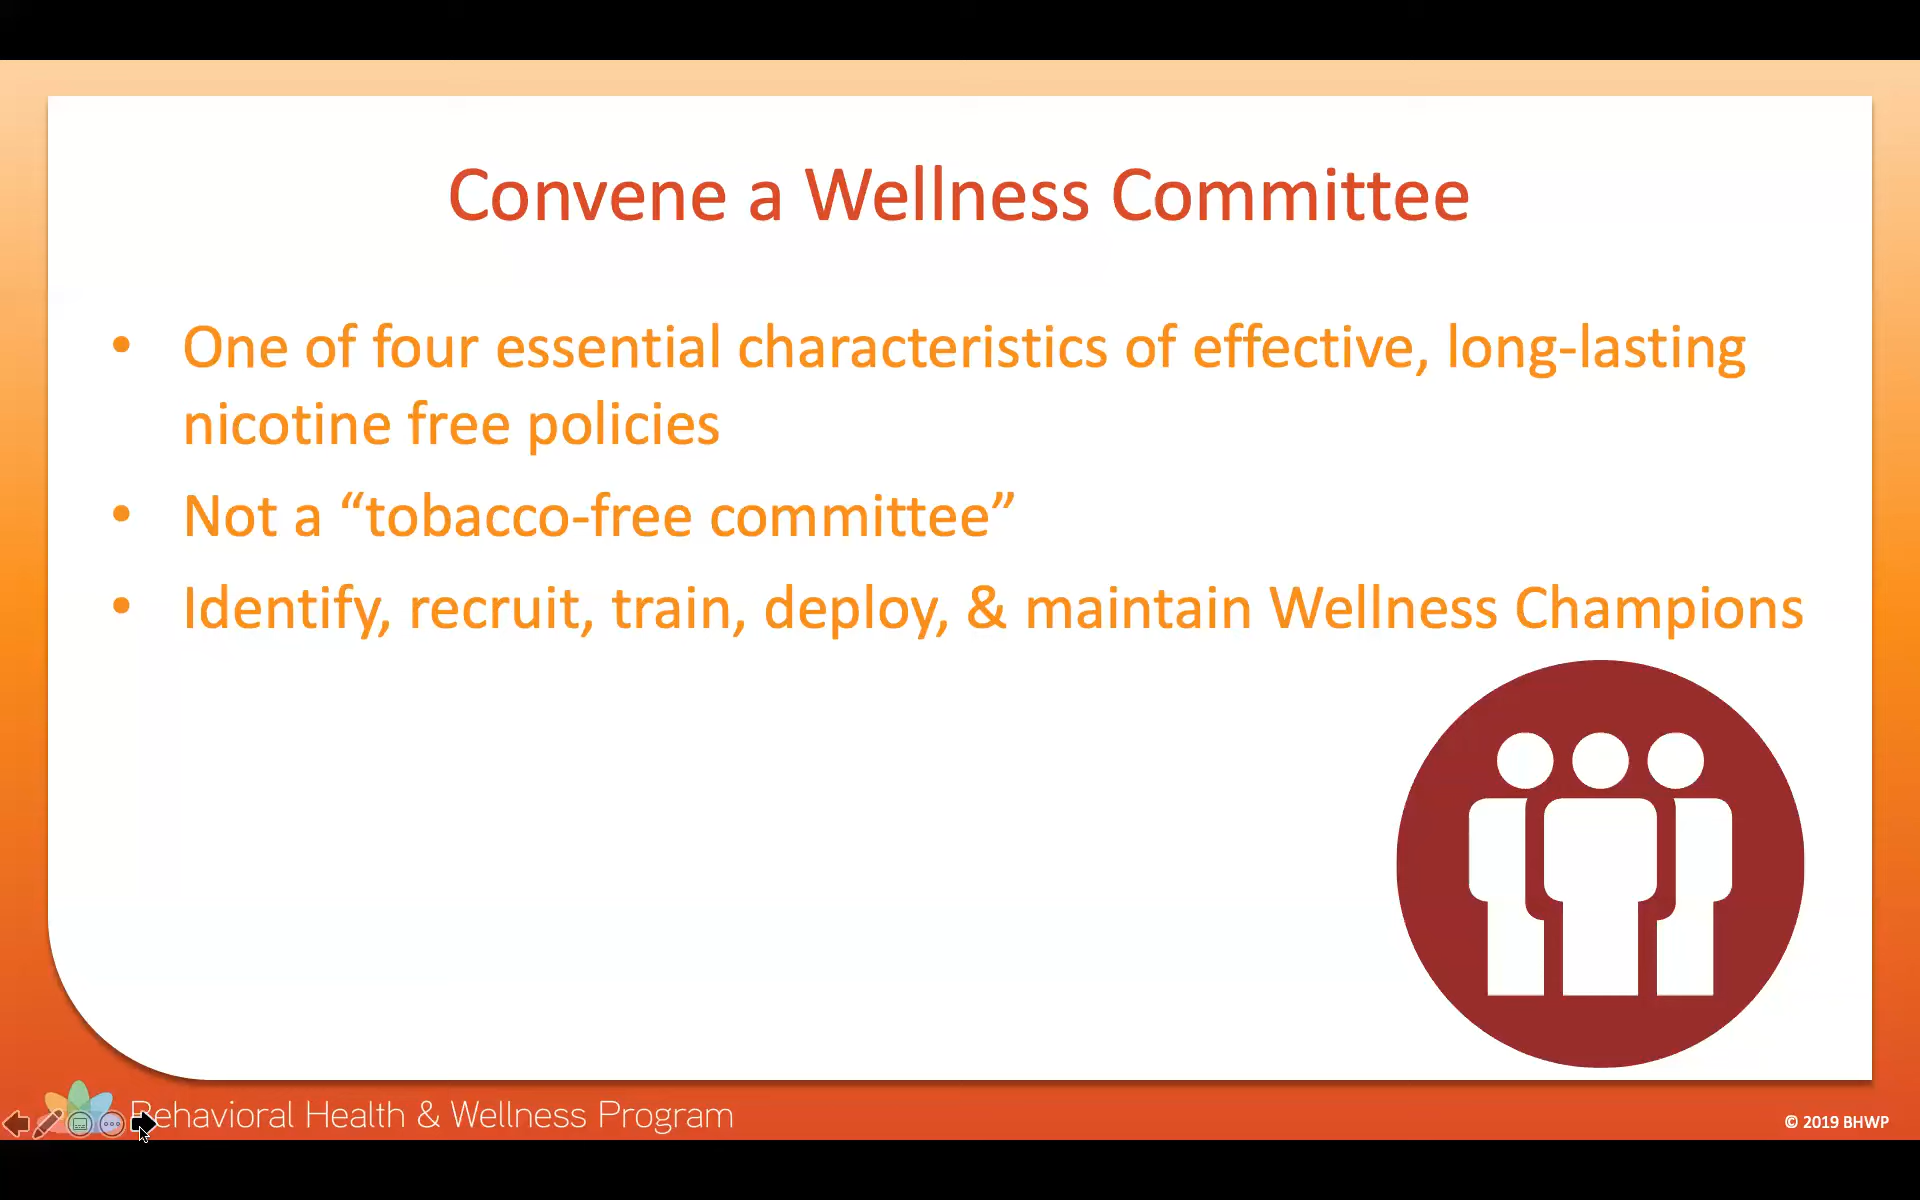 Convene a Wellness Committee
• One of four essential characteristics of effective, long-lasting
nicotine free policies
• Not a “tobacco-free committee”
• Identify, recruit, train, deploy, & maintain Wellness Champions
Behavioral Health & Wellness Program
© 2019 BHWP